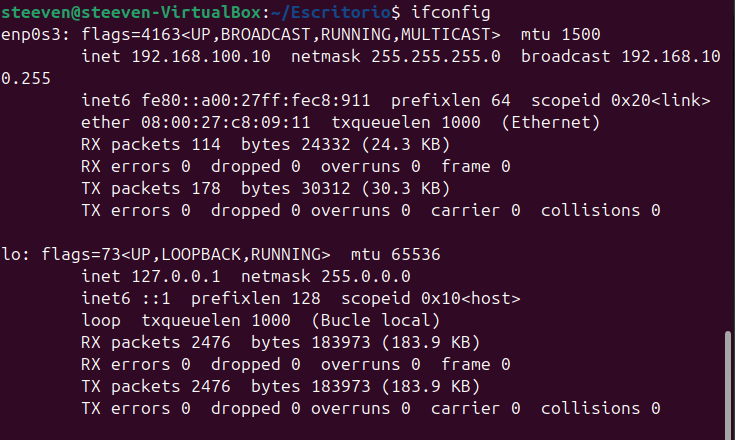 steeven@steeven-VirtualBox:~/Escritorio$ ifconfig
enp0s3: flags=4163<UP,BROADCAST,RUNNING,MULTICAST>  mtu 1500
        inet 192.168.100.10  netmask 255.255.255.0  broadcast 192.168.10
0.255
        inet6 fe80::a00:27ff:fec8:911  prefixlen 64  scopeid 0x20<link>
        ether 08:00:27:c8:09:11  txqueuelen 1000  (Ethernet)
        RX packets 114  bytes 24332 (24.3 KB)
        RX errors 0  dropped 0  overruns 0  frame 0
        TX packets 178  bytes 30312 (30.3 KB)
        TX errors 0  dropped 0 overruns 0  carrier 0  collisions 0

lo: flags=73<UP,LOOPBACK,RUNNING>  mtu 65536
        inet 127.0.0.1  netmask 255.0.0.0
        inet6 ::1  prefixlen 128  scopeid 0x10<host>
        loop  txqueuelen 1000  (Bucle local)
        RX packets 2476  bytes 183973 (183.9 KB)
        RX errors 0  dropped 0  overruns 0  frame 0
        TX packets 2476  bytes 183973 (183.9 KB)
        TX errors 0  dropped 0 overruns 0  carrier 0  collisions 0